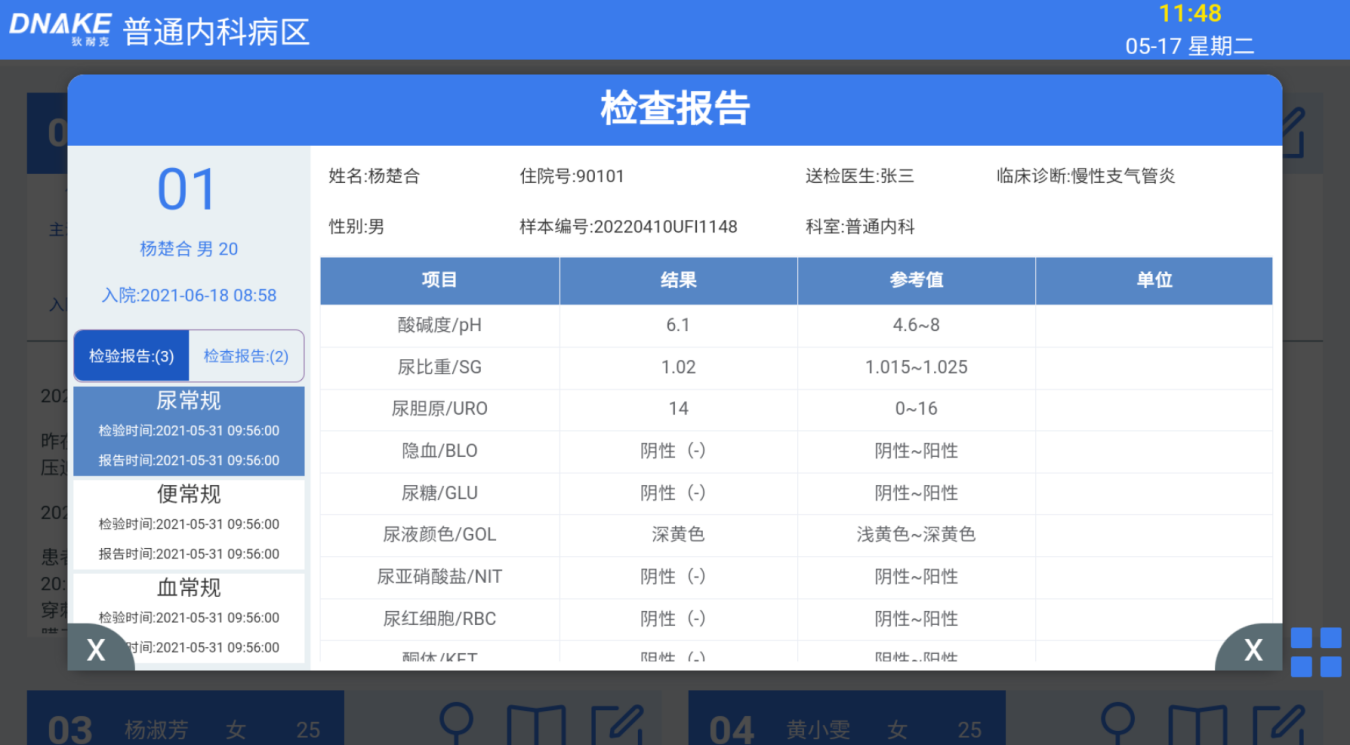 DNAKE
狄耐克
普通内科病区
11:48
05-17 星期二
检查报告
01
杨楚合 男 20
入院:2021-06-18 08:58
检验报告:(3)
检查报告:(2)
尿常规
检验时间:2021-05-31 09:56:00
报告时间:2021-05-31 09:56:00
便常规
检验时间:2021-05-31 09:56:00
报告时间:2021-05-31 09:56:00
血常规
检验时间:2021-05-31 09:56:00
时间:2021-05-31 09:56:00
X
姓名:杨楚合 住院号:90101 送检医生:张三 临床诊断:慢性支气管炎
性别:男 样本编号:20220410UFI1148 科室:普通内科
项目 结果 参考值 单位
酸碱度/pH 6.1 4.6~8
尿比重/SG 1.02 1.015~1.025
尿胆原/URO 14 0~16
隐血/BLO 阴性 (-) 阴性~阳性
尿糖/GLU 阴性 (-) 阴性~阳性
尿液颜色/GOL 深黄色 浅黄色~深黄色
尿亚硝酸盐/NIT 阴性 (-) 阴性~阳性
尿红细胞/RBC 阴性 (-) 阴性~阳性
酮体/KET 阴性 (-) 阴性~阳性
X
主
入
202
昨在
压
202
患
20:
穿
03 杨淑芳 女 25
04 黄小雯 女 25